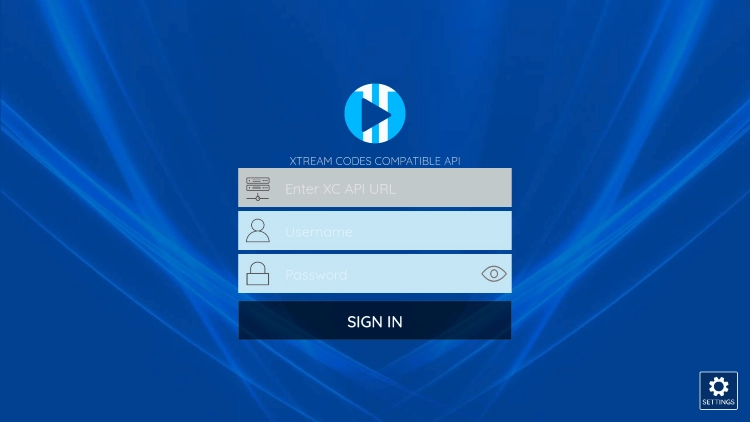 XTREAM CODES COMPATIBLE API
Enter XC API URL
Username
Password
SIGN IN
SETTINGS